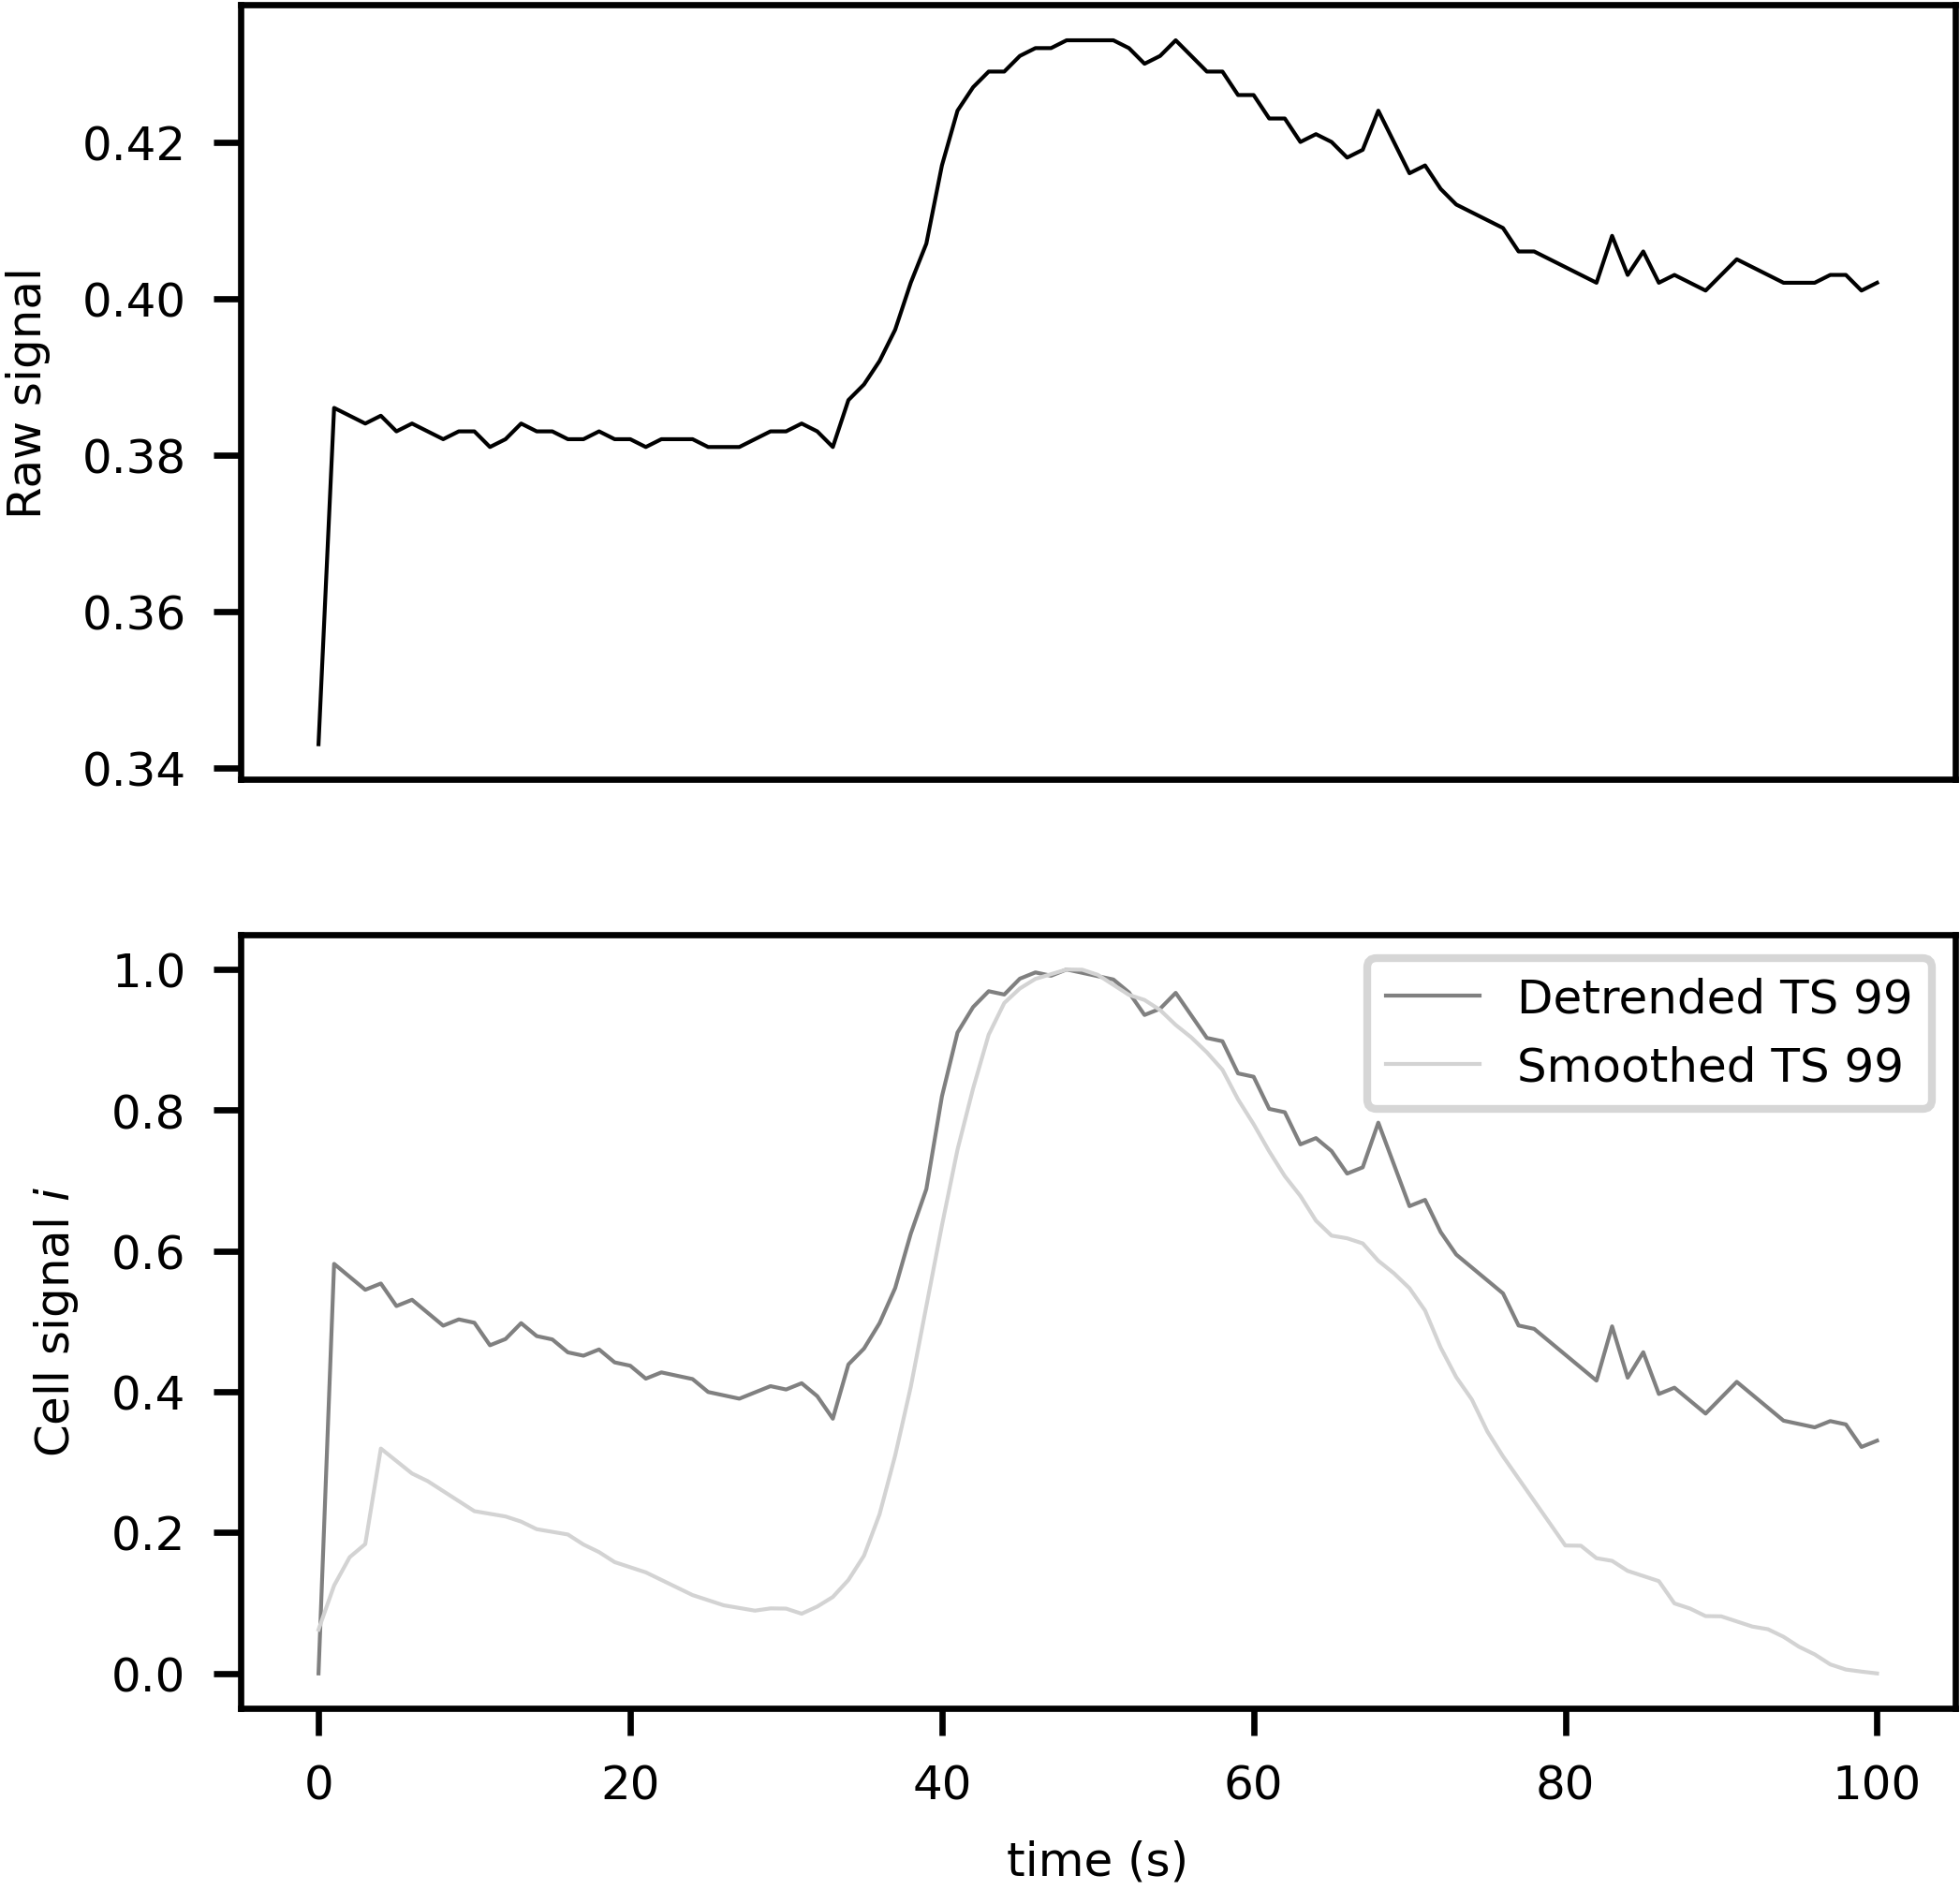 Raw signal
0.42
0.40
0.38
0.36
0.34
Cell signal i
1.0
0.8
0.6
0.4
0.2
0.0
Detrended TS 99
Smoothed TS 99
0 20 40 60 80 100
time (s)